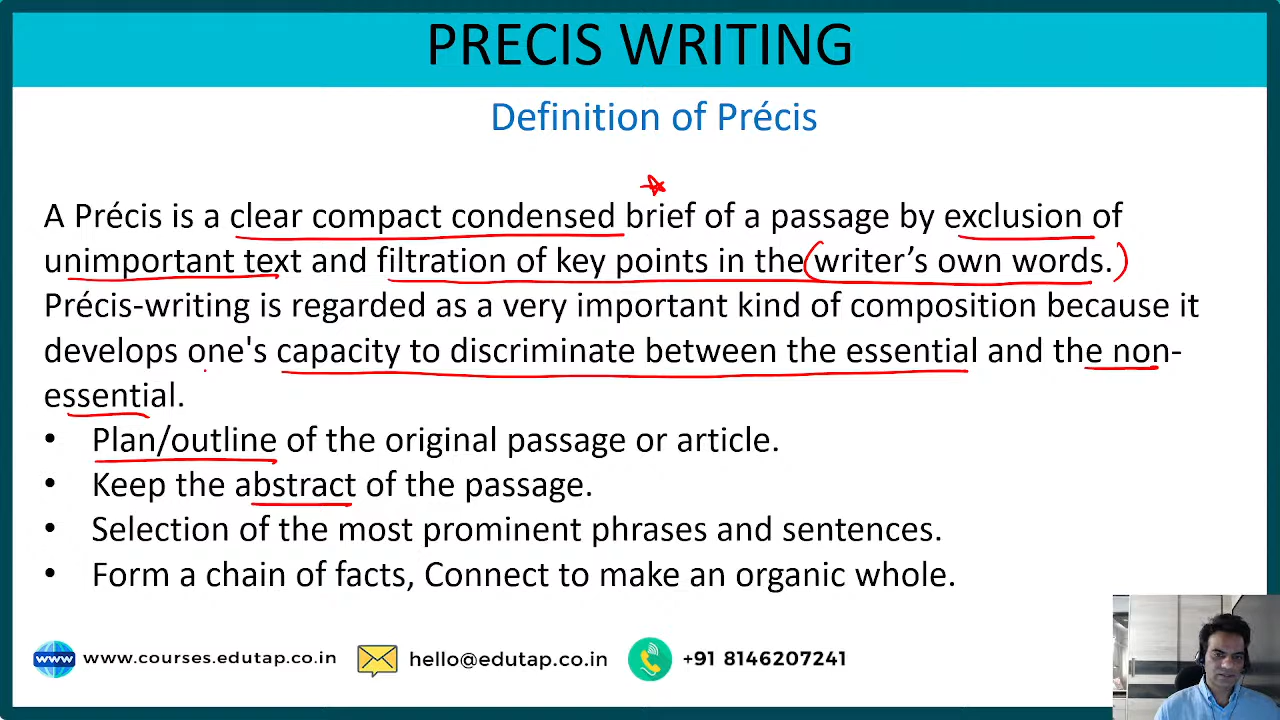 PRECIS WRITING
Definition of Précis
A Précis is a clear compact condensed brief of a passage by exclusion of
unimportant text and filtration of key points in the writer’s own words.
Précis-writing is regarded as a very important kind of composition because it
develops one's capacity to discriminate between the essential and the non-
essential.
• Plan/outline of the original passage or article.
• Keep the abstract of the passage.
• Selection of the most prominent phrases and sentences.
• Form a chain of facts, Connect to make an organic whole.
www www.courses.edutap.co.in hello@edutap.co.in +91 8146207241